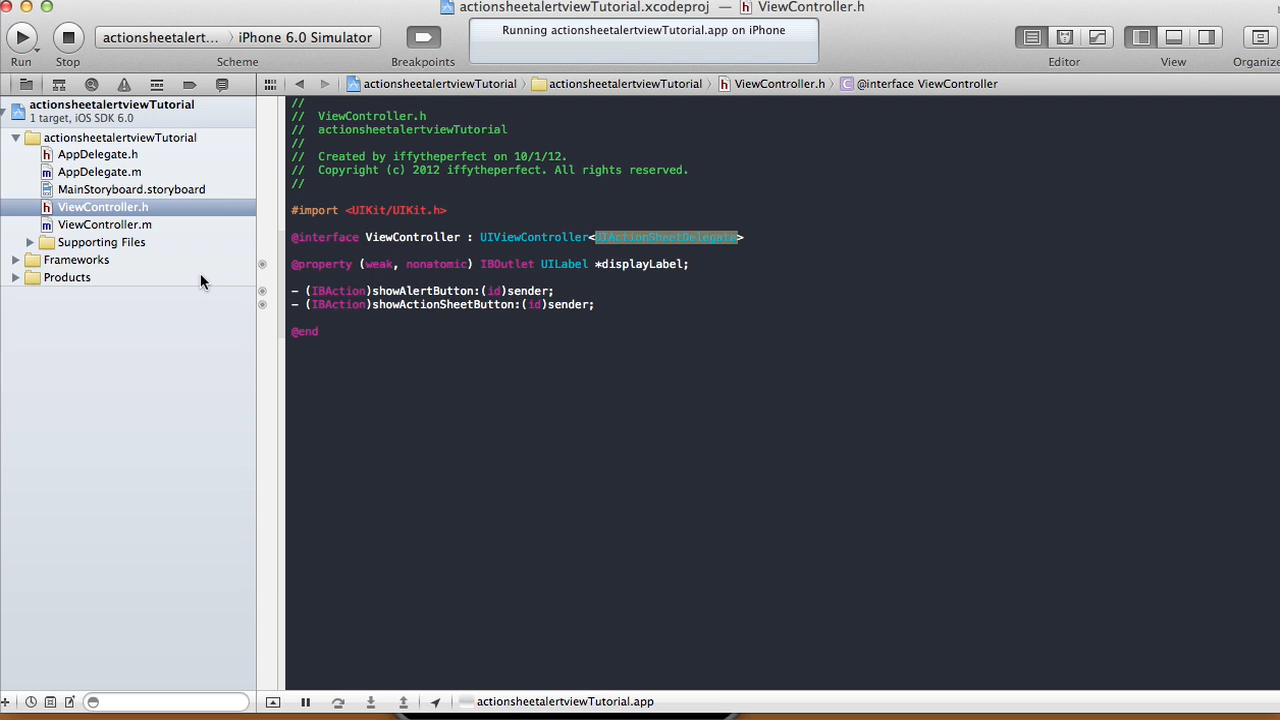 actionsheetalertviewTutorial.xcodeproj — ViewController.h
actionsheetalert... iPhone 6.0 Simulator
Running actionsheetalertviewTutorial.app on iPhone
Run Stop Scheme Breakpoints Editor View Organize
actionsheetalertviewTutorial actionsheetalertviewTutorial ViewController.h @interface ViewController
actionsheetalertviewTutorial
1 target, iOS SDK 6.0
actionsheetalertviewTutorial
AppDelegate.h
AppDelegate.m
MainStoryboard.storyboard
ViewController.h
ViewController.m
Supporting Files
Frameworks
Products
//
// ViewController.h
// actionsheetalertviewTutorial
//
// Created by iffytheperfect on 10/1/12.
// Copyright (c) 2012 iffytheperfect. All rights reserved.
//
#import <UIKit/UIKit.h>
@interface ViewController : UIViewController<UIActionSheetDelegate>
@property (weak, nonatomic) IBOutlet UILabel *displayLabel;
- (IBAction)showAlertButton:(id)sender;
- (IBAction)showActionSheetButton:(id)sender;
@end
actionsheetalertviewTutorial.app